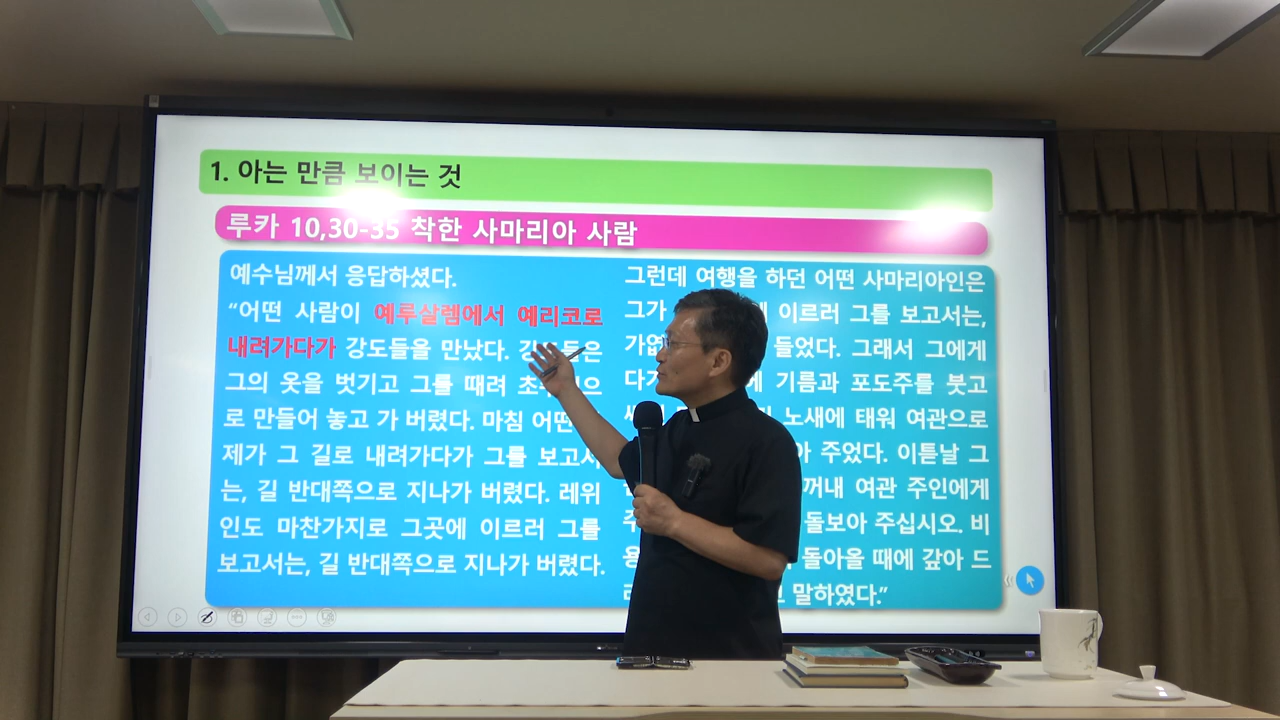 1. 아는 만큼 보이는 것
루카 10,30-35 착한 사마리아 사람
예수님께서 응답하셨다.
“어떤 사람이 예루살렘에서 예리코로
내려가다가 강도들을 만났다.
그의 옷을 벗기고 그를 때려
로 만들어 놓고 가 버렸다. 마침 어떤
제가 그 길로 내려가다가 그를 보고서
는, 길 반대쪽으로 지나가 버렸다. 레위
인도 마찬가지로 그곳에 이르러 그를
보고서는, 길 반대쪽으로 지나가 버렸다.
그런데 여행을 하던 어떤 사마리아인은
그가 이르러 그를 보고서는,
들었다. 그래서 그에게
기름과 포도주를 붓고
노새에 태워 여관으로
주었다. 이튿날 그
꺼내 여관 주인에게
돌보아 주십시오. 비
돌아올 때에 갚아 드
말하였다.”